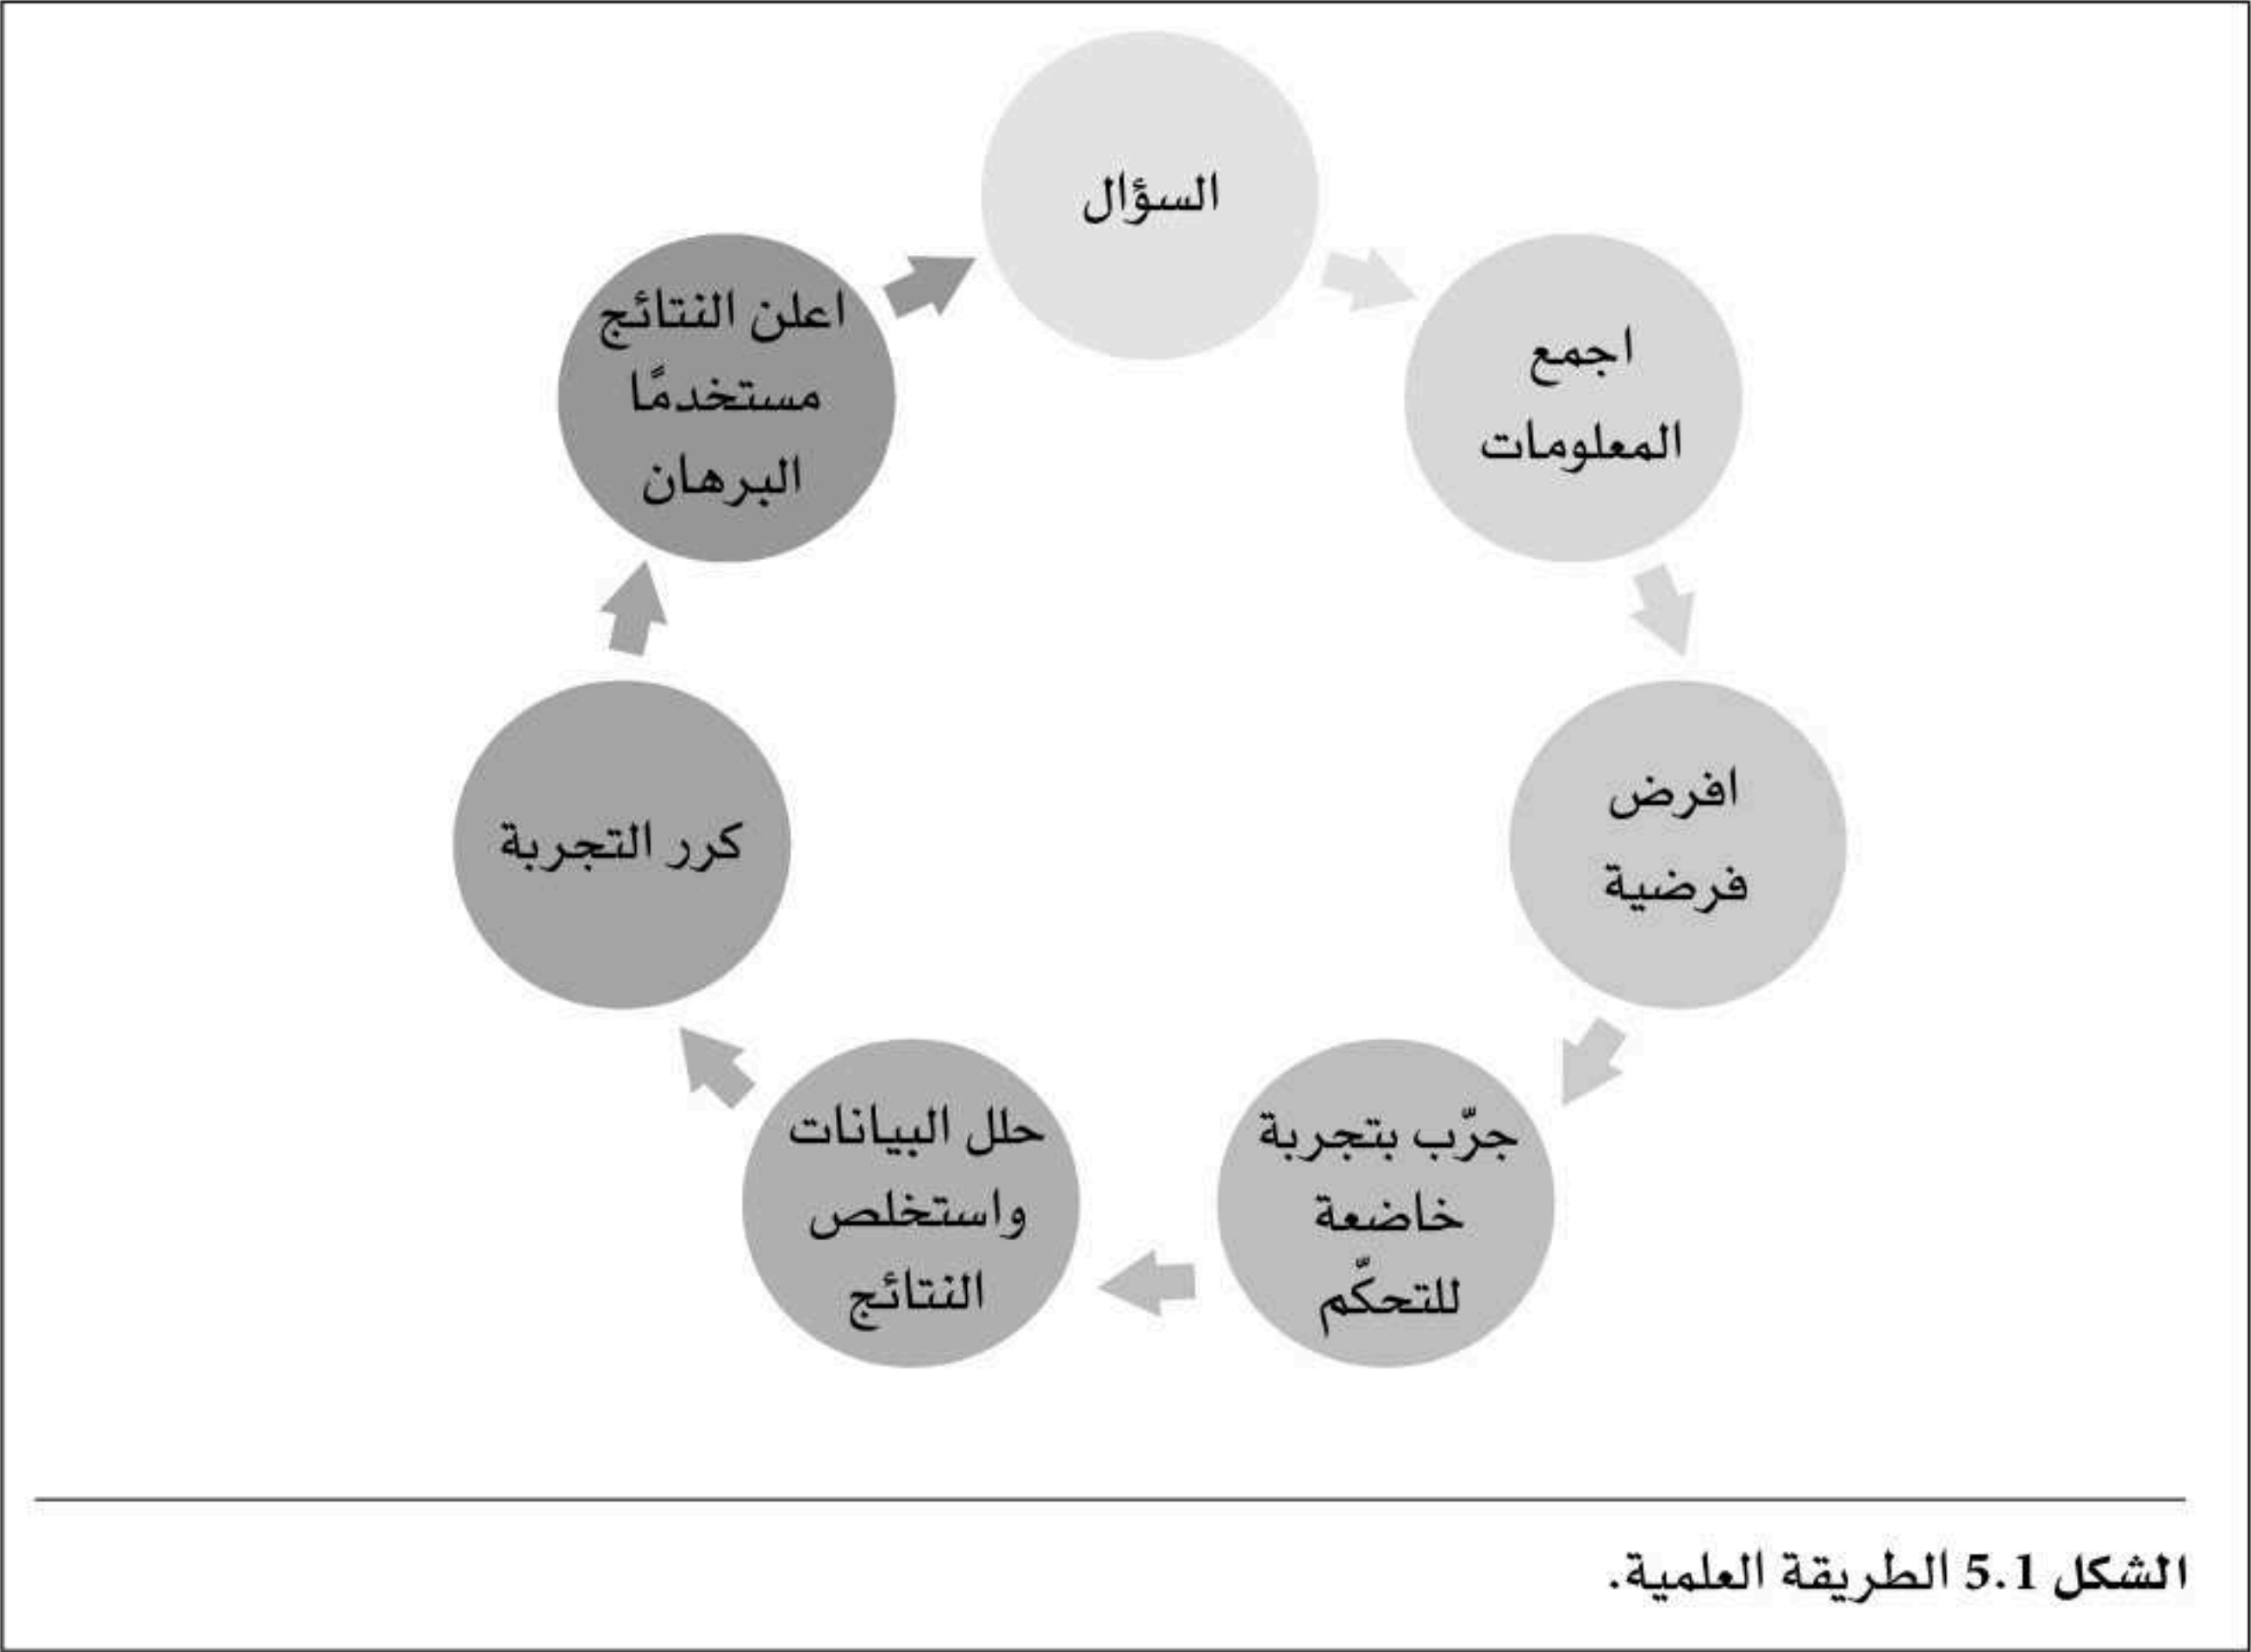 السؤال
اجمع
المعلومات
افرض
فرضية
جرّب بتجربة
خاضعة
للتحكّم
حلل البيانات
واستخلص
النتائج
كرر التجربة
اعلن النتائج
مستخدمًا
البرهان
الشكل 5.1 الطريقة العلمية.